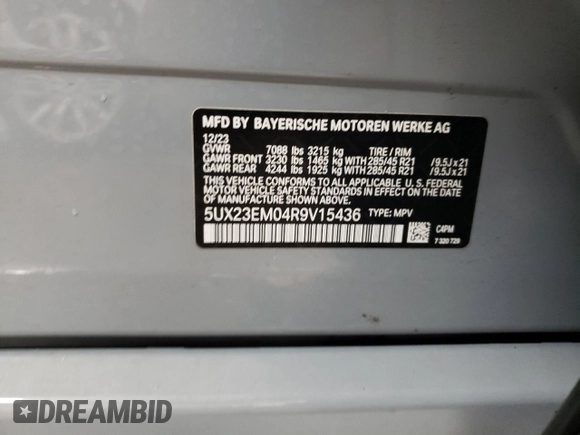 MFD BY BAYERISCHE MOTOREN WERKE AG
12/23
GVWR 7088 lbs 3215 kg TIRE / RIM
GAWR FRONT 3230 lbs 1465 kg WITH 285/45 R21 /9.5J x 21
GAWR REAR 4244 lbs 1925 kg WITH 285/45 R21 /9.5J x 21
THIS VEHICLE CONFORMS TO ALL APPLICABLE U. S. FEDERAL
MOTOR VEHICLE SAFETY STANDARDS IN EFFECT
ON THE DATE OF MANUFACTURE SHOWN ABOVE.
5UX23EM04R9V15436 TYPE: MPV
C4PM
7 320 729
DREAMBID